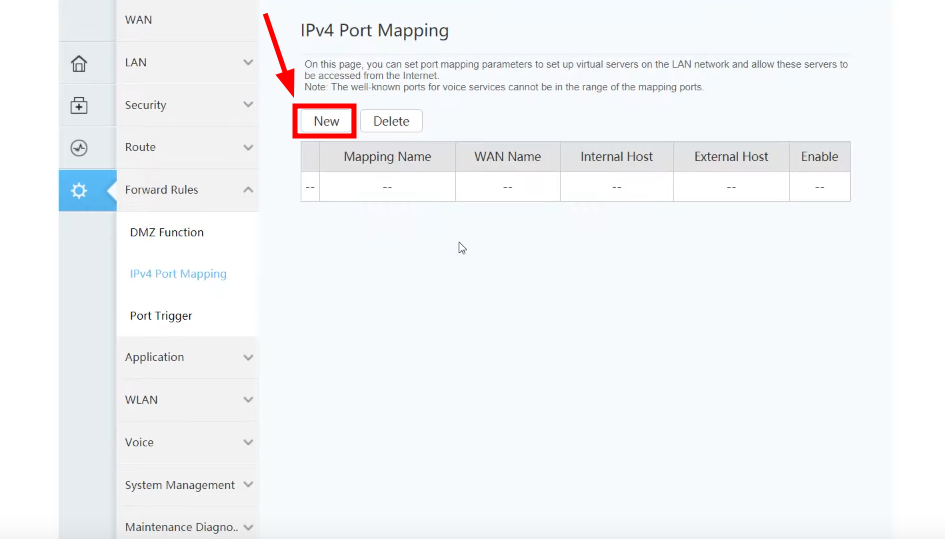 WAN
LAN
Security
Route
Forward Rules
DMZ Function
IPv4 Port Mapping
Port Trigger
Application
WLAN
Voice
System Management
Maintenance Diagno..
IPv4 Port Mapping
On this page, you can set port mapping parameters to set up virtual servers on the LAN network and allow these servers to
be accessed from the Internet.
Note: The well-known ports for voice services cannot be in the range of the mapping ports.
New Delete
Mapping Name WAN Name Internal Host External Host Enable
-- -- -- -- -- --